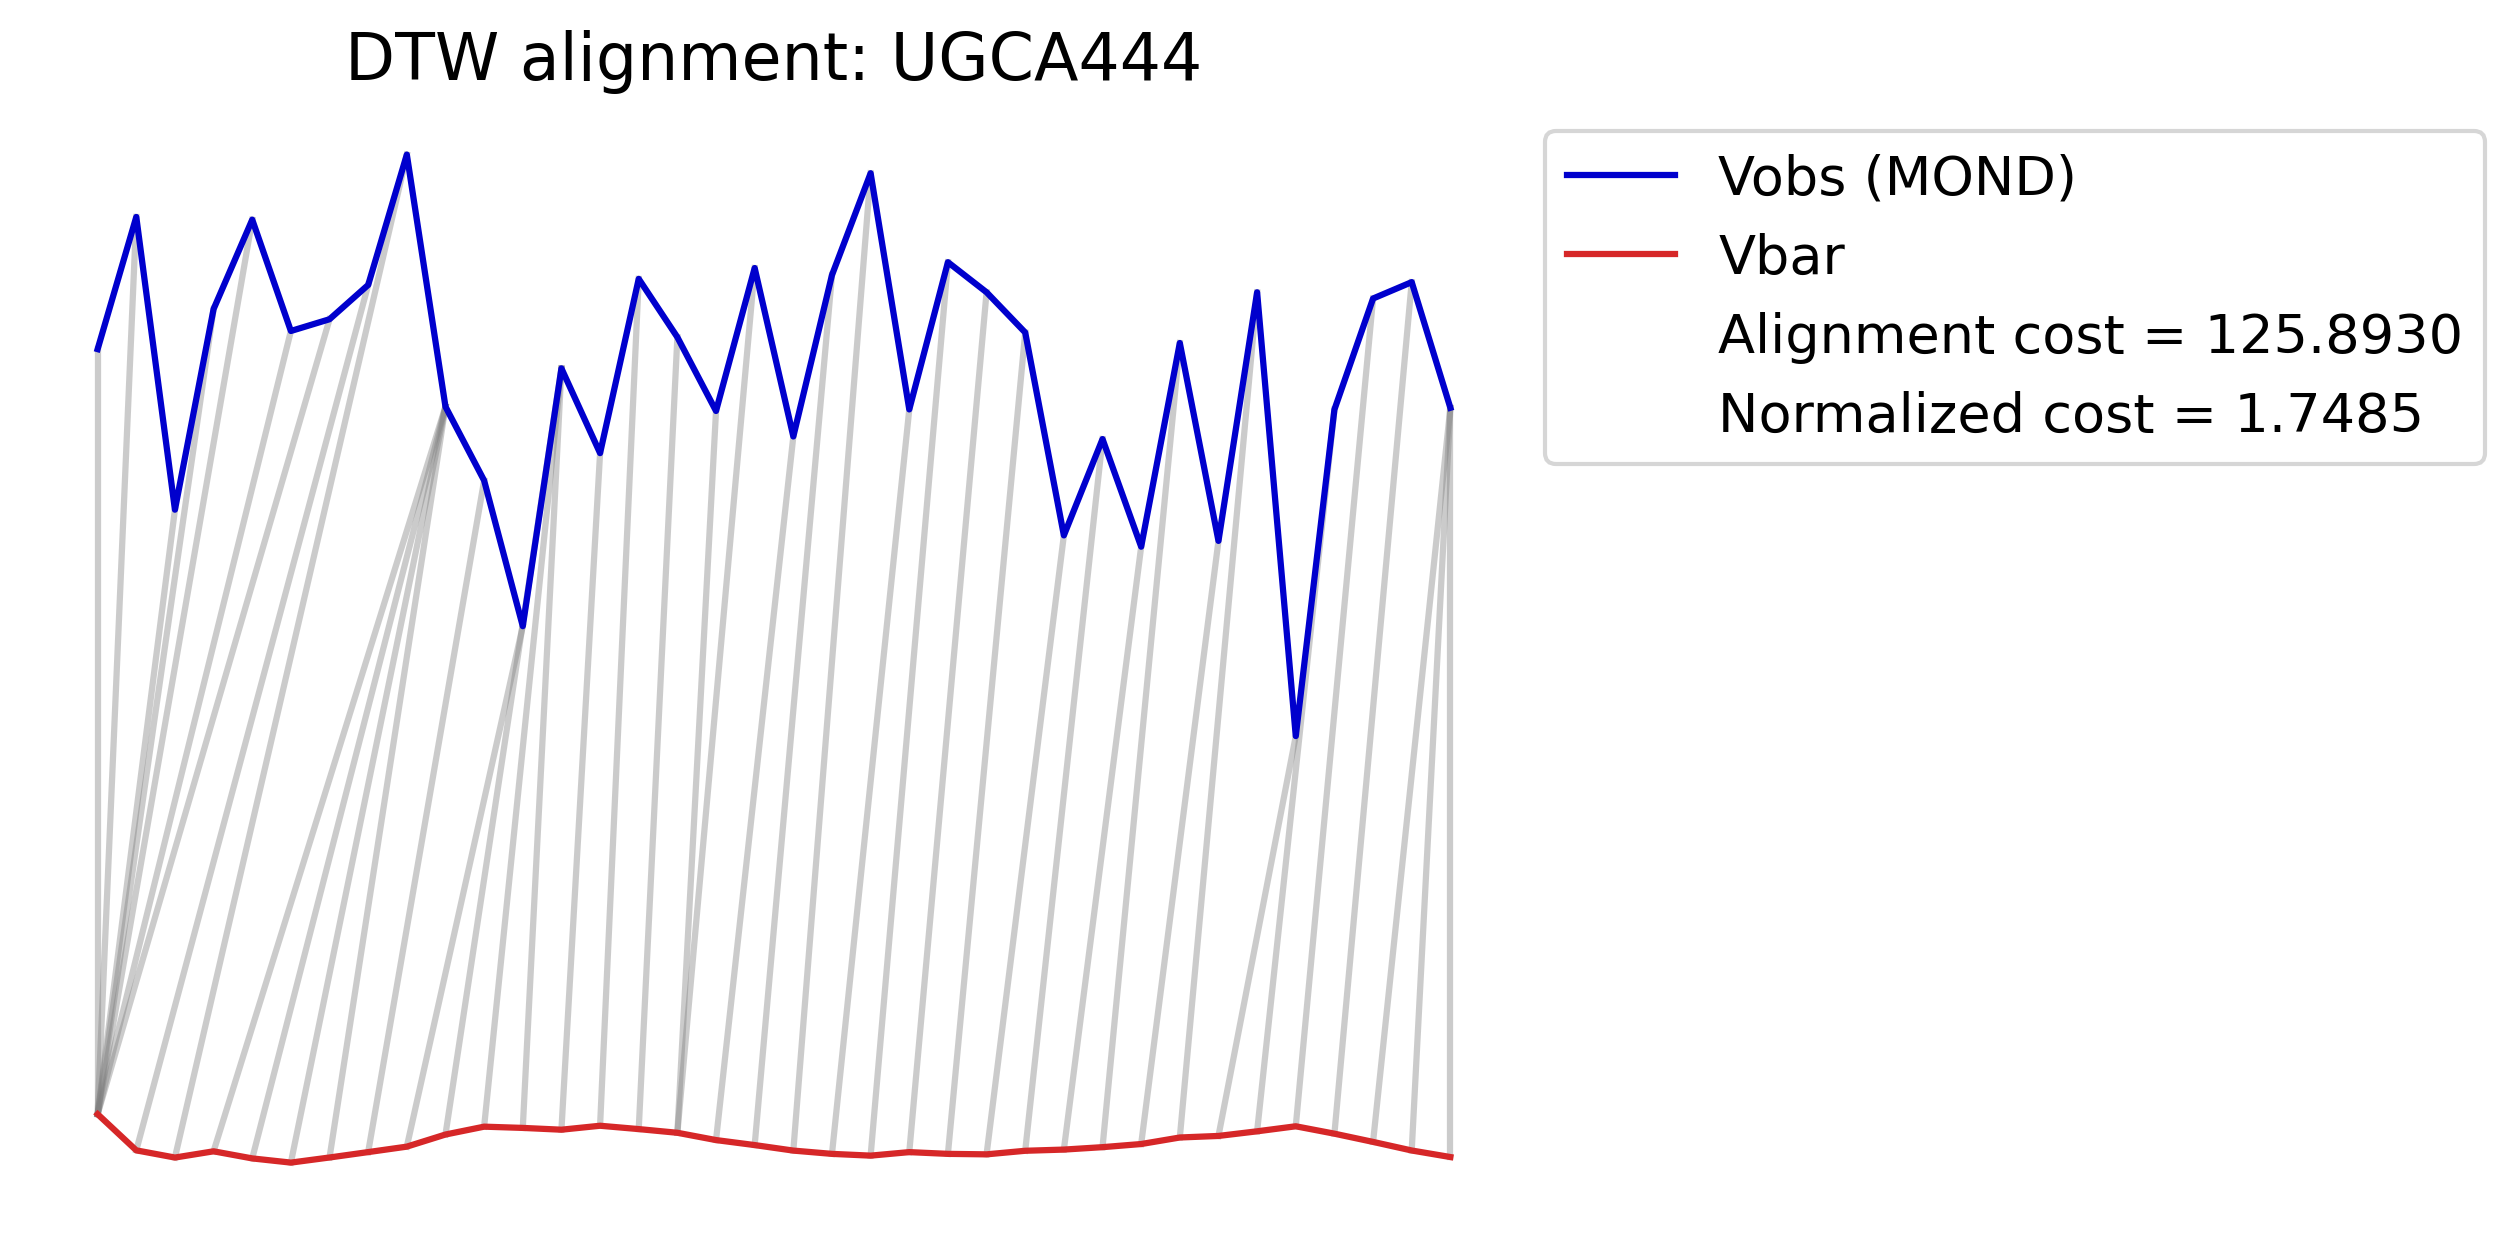 DTW alignment: UGCA444
Vobs (MOND)
Vbar
Alignment cost = 125.8930
Normalized cost = 1.7485